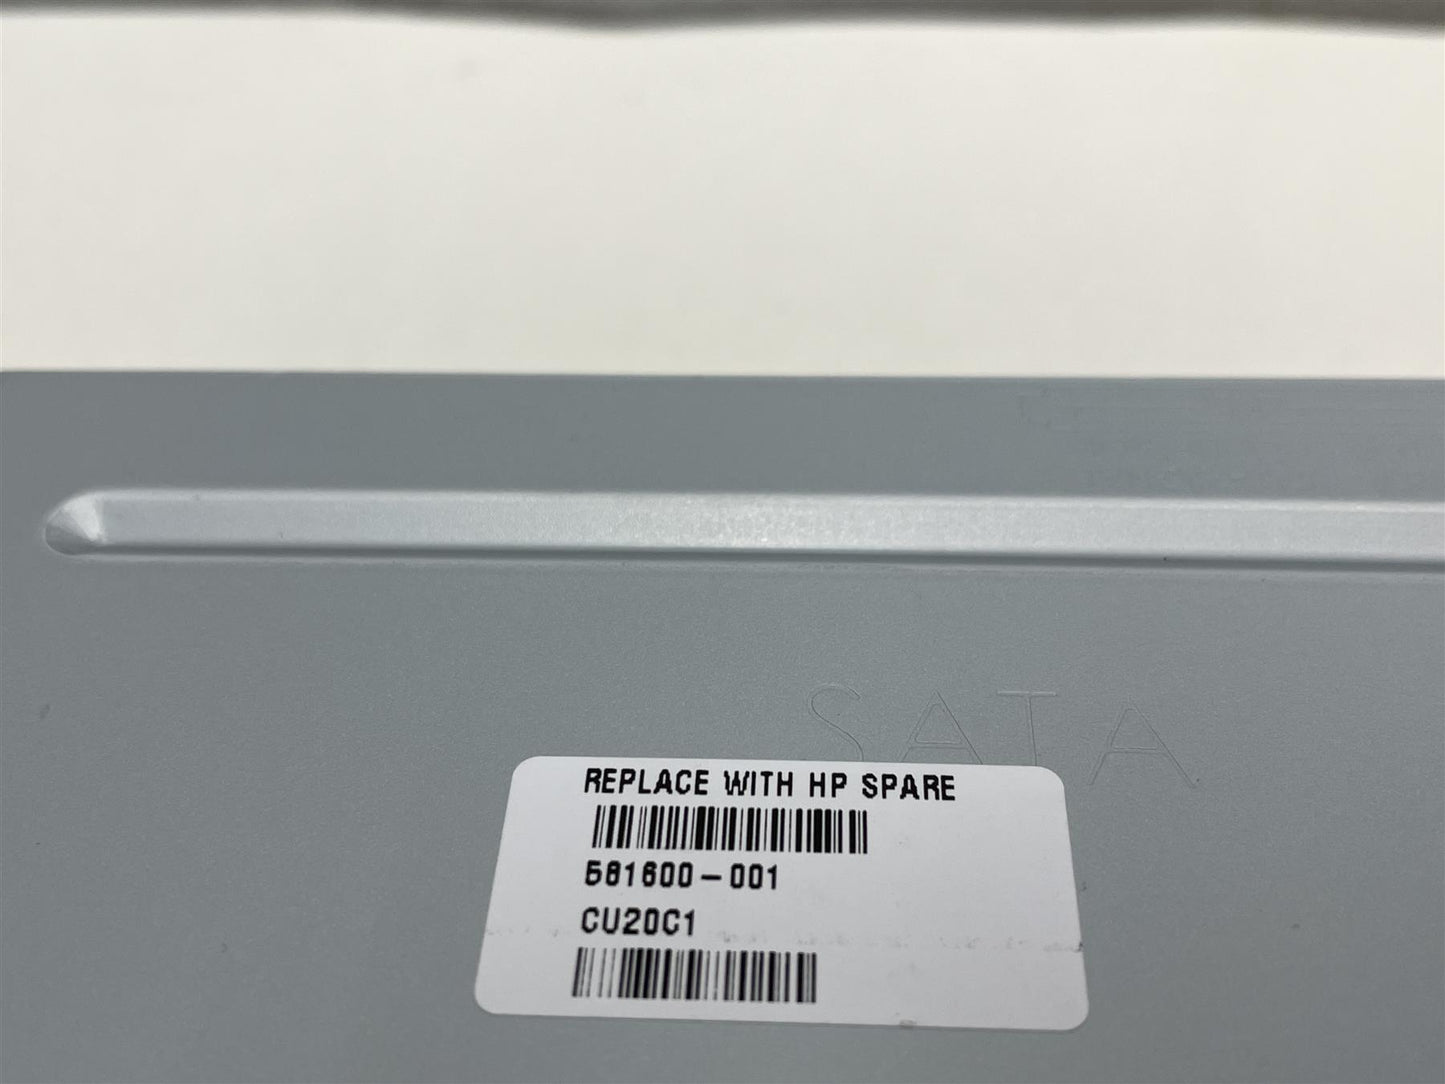 SATA
REPLACE WITH HP SPARE
581600-001
CU20C1